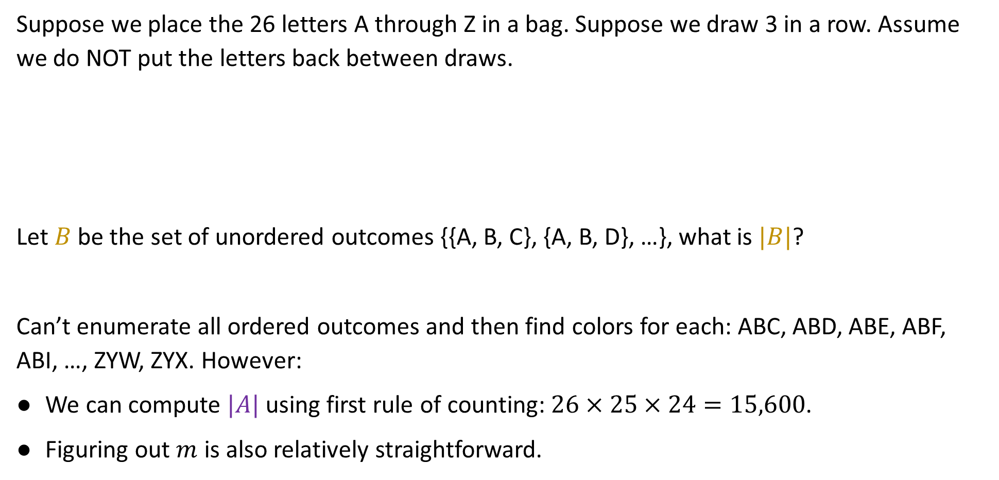 Suppose we place the 26 letters A through Z in a bag. Suppose we draw 3 in a row. Assume
we do NOT put the letters back between draws.
Let B be the set of unordered outcomes {{A, B, C}, {A, B, D}, ...}, what is |B|?
Can’t enumerate all ordered outcomes and then find colors for each: ABC, ABD, ABE, ABF,
ABI, ..., ZYW, ZYX. However:
● We can compute |A| using first rule of counting: 26 × 25 × 24 = 15,600.
● Figuring out m is also relatively straightforward.